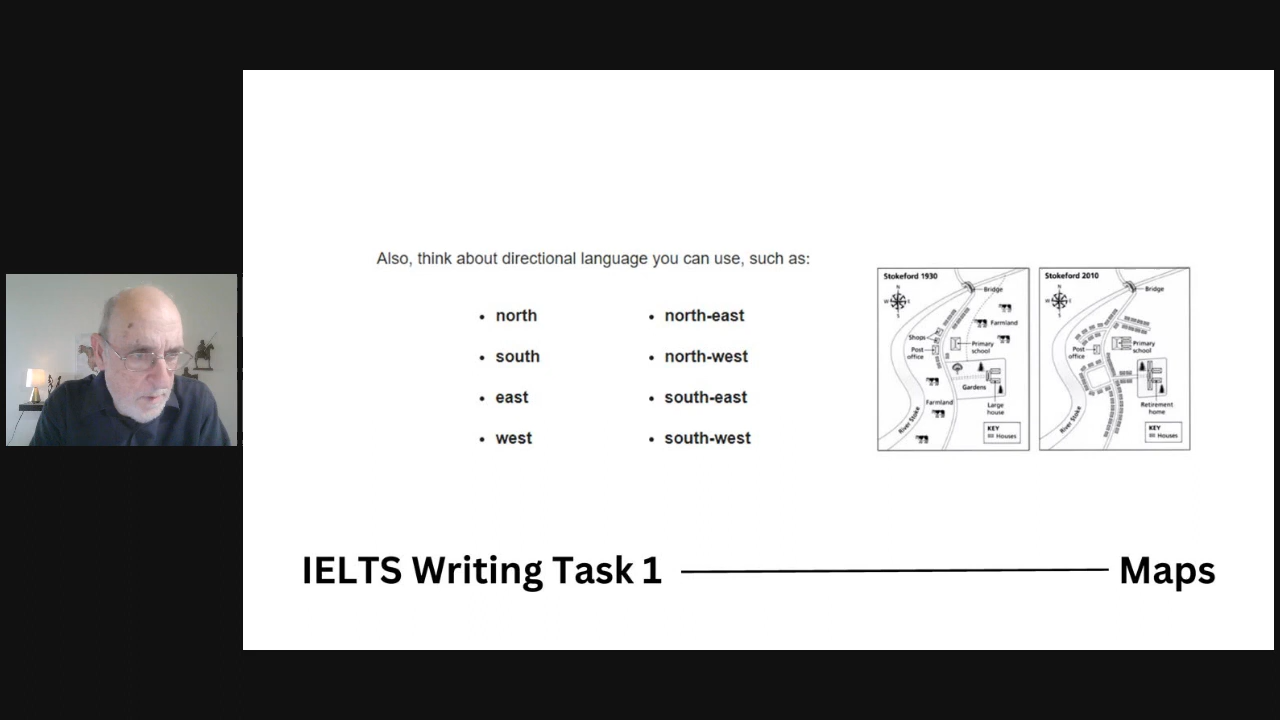 Also, think about directional language you can use, such as:
north
south
east
west
north-east
north-west
south-east
south-west
Stokeford 1930
N
W E
S
Bridge
Shops
Farmland
Post
office
Primary
school
Gardens
Farmland
Large
house
River Stoke
KEY
Houses
Stokeford 2010
N
W E
S
Bridge
Post
office
Primary
school
Retirement
home
River Stoke
KEY
Houses
IELTS Writing Task 1
Maps